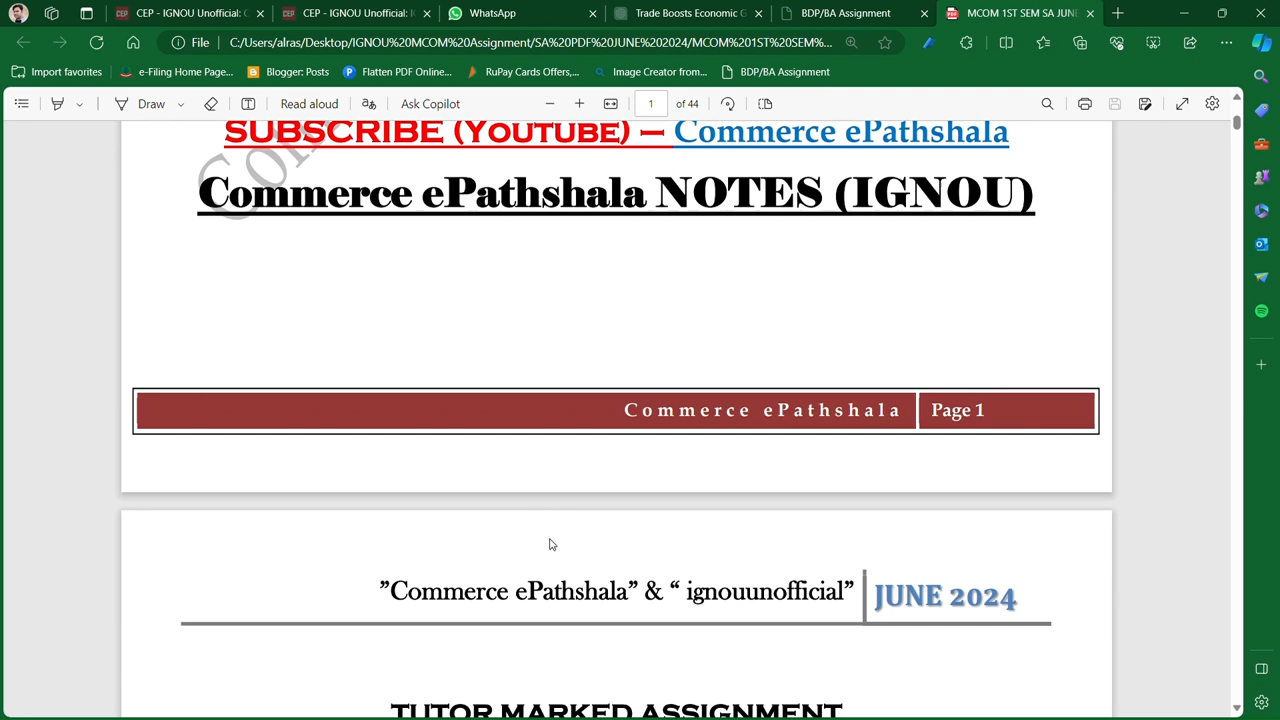 CEP - IGNOU Unofficial: C
CEP - IGNOU Unofficial: I
WhatsApp
Trade Boosts Economic G
BDP/BA Assignment
MCOM 1ST SEM SA JUNE
File
C:/Users/alras/Desktop/IGNOU%20MCOM%20Assignment/SA%20PDF%20JUNE%202024/MCOM%201ST%20SEM%...
Import favorites
e-Filing Home Page...
Blogger: Posts
Flatten PDF Online...
RuPay Cards Offers,...
Image Creator from...
BDP/BA Assignment
Draw
Read aloud
Ask Copilot
1 of 44
SUBSCRIBE (YOUTUBE) – Commerce ePathshala
Commerce ePathshala NOTES (IGNOU)
Commerce ePathshala Page 1
”Commerce ePathshala” & “ ignouunofficial” JUNE 2024
TUTOR MARKED ASSIGNMENT